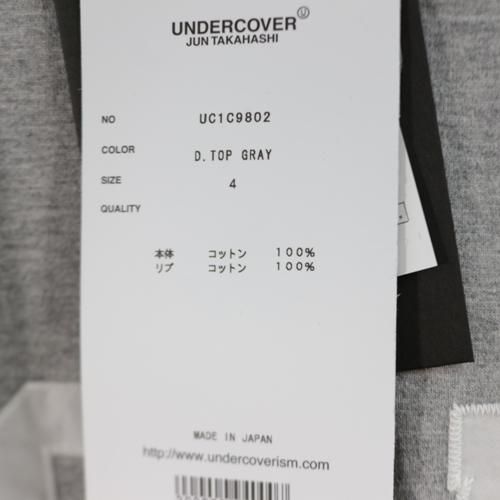 UNDERCOVER
JUN TAKAHASHI
NO UC1C9802
COLOR D.TOP GRAY
SIZE 4
QUALITY
本体 コットン 100%
リブ コットン 100%
MADE IN JAPAN
http://www.undercoverism.com